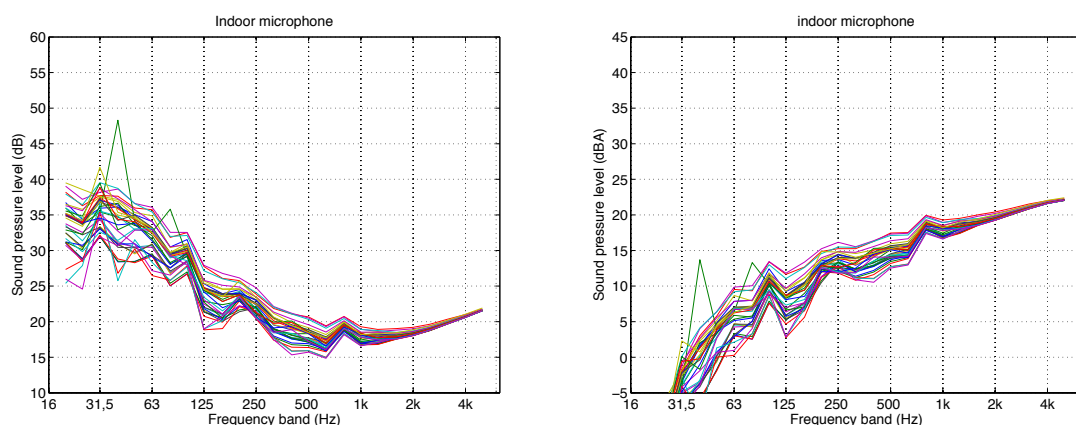 Indoor microphone
60
55
50
45
40
35
30
25
20
15
10
Sound pressure level (dB)
16 31,5 63 125 250 500 1k 2k 4k
Frequency band (Hz)
indoor microphone
45
40
35
30
25
20
15
10
5
0
−5
Sound pressure level (dBA)
16 31,5 63 125 250 500 1k 2k 4k
Frequency band (Hz)